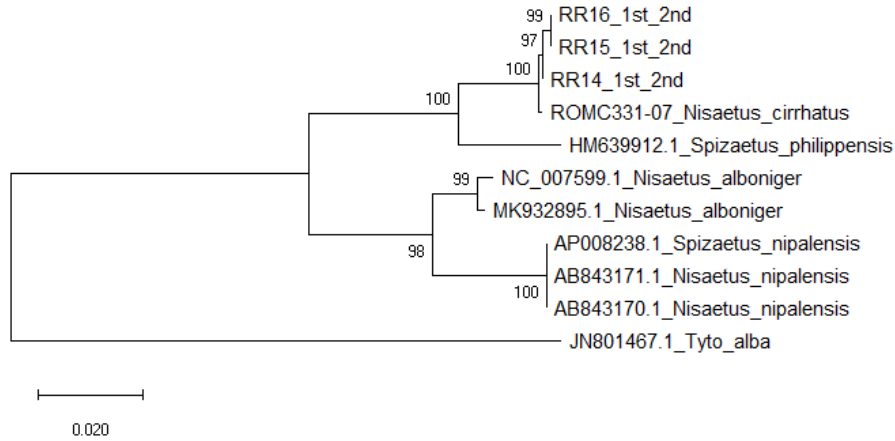 99
RR16_1st_2nd
97
RR15_1st_2nd
100
RR14_1st_2nd
100
ROMC331-07_Nisaetus_cirrhatus
HM639912.1_Spizaetus_philippensis
99
NC_007599.1_Nisaetus_alboniger
MK932895.1_Nisaetus_alboniger
98
AP008238.1_Spizaetus_nipalensis
AB843171.1_Nisaetus_nipalensis
100
AB843170.1_Nisaetus_nipalensis
JN801467.1_Tyto_alba
0.020